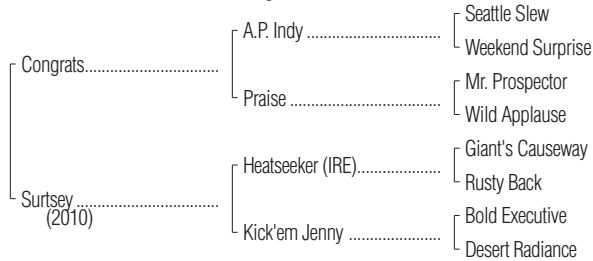 Seattle Slew
A.P. Indy
Weekend Surprise
Congrats
Mr. Prospector
Praise
Wild Applause
Giant's Causeway
Heatseeker (IRE)
Rusty Back
Surtsey
(2010)
Bold Executive
Kick'em Jenny
Desert Radiance